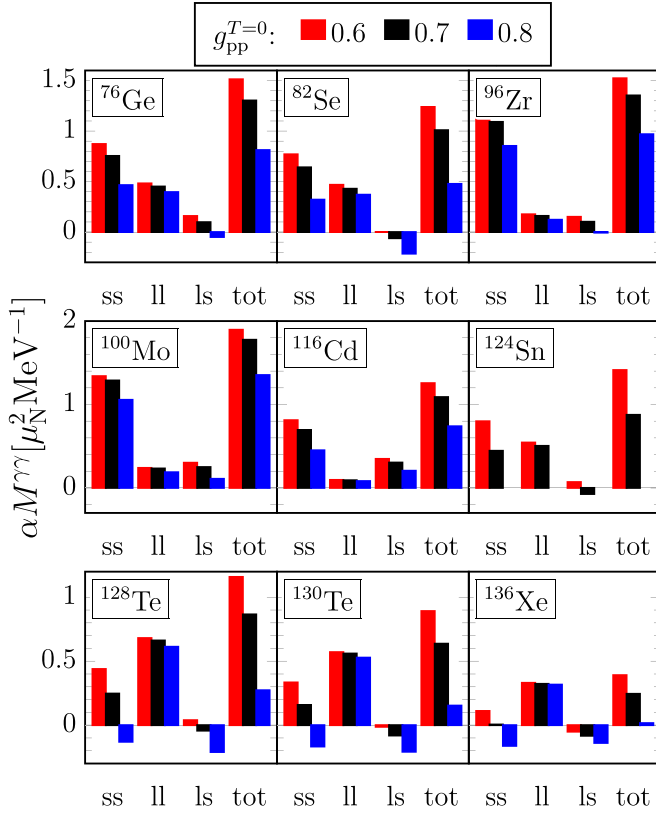 g_pp^{T=0}: 0.6 0.7 0.8
1.5 ⁷⁶Ge ⁸²Se ⁹⁶Zr
1
0.5
0
ss ll ls tot ss ll ls tot ss ll ls tot
αM^{γγ}[μ_N^2 MeV^{−1}]
2 ¹⁰⁰Mo ¹¹⁶Cd ¹²⁴Sn
1
0
ss ll ls tot ss ll ls tot ss ll ls tot
1 ¹²⁸Te ¹³⁰Te ¹³⁶Xe
0.5
0
ss ll ls tot ss ll ls tot ss ll ls tot